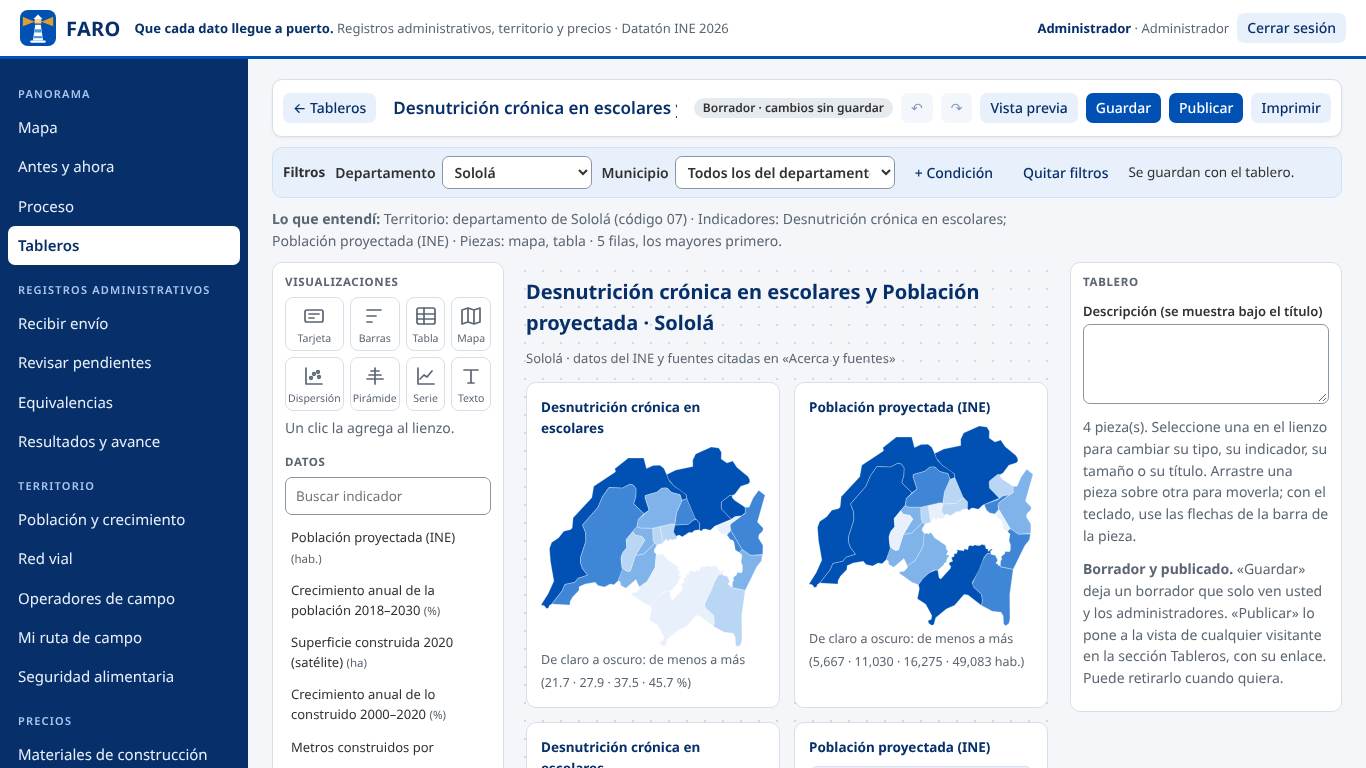 FARO
Que cada dato llegue a puerto. Registros administrativos, territorio y precios · Datatón INE 2026
Administrador · Administrador
Cerrar sesión
PANORAMA
Mapa
Antes y ahora
Proceso
Tableros
REGISTROS ADMINISTRATIVOS
Recibir envío
Revisar pendientes
Equivalencias
Resultados y avance
TERRITORIO
Población y crecimiento
Red vial
Operadores de campo
Mi ruta de campo
Seguridad alimentaria
PRECIOS
Materiales de construcción
← Tableros
Desnutrición crónica en escolares
Borrador · cambios sin guardar
↶
↷
Vista previa
Guardar
Publicar
Imprimir
Filtros
Departamento
Sololá
Municipio
Todos los del departament
+ Condición
Quitar filtros
Se guardan con el tablero.
Lo que entendí: Territorio: departamento de Sololá (código 07) · Indicadores: Desnutrición crónica en escolares;
Población proyectada (INE) · Piezas: mapa, tabla · 5 filas, los mayores primero.
VISUALIZACIONES
Tarjeta
Barras
Tabla
Mapa
Dispersión
Pirámide
Serie
Texto
Un clic la agrega al lienzo.
DATOS
Buscar indicador
Población proyectada (INE)
(hab.)
Crecimiento anual de la
población 2018–2030 (%)
Superficie construida 2020
(satélite) (ha)
Crecimiento anual de lo
construido 2000–2020 (%)
Metros construidos por
Desnutrición crónica en escolares y Población
proyectada · Sololá
Sololá · datos del INE y fuentes citadas en «Acerca y fuentes»
Desnutrición crónica en
escolares
De claro a oscuro: de menos a más
(21.7 · 27.9 · 37.5 · 45.7 %)
Población proyectada (INE)
De claro a oscuro: de menos a más
(5,667 · 11,030 · 16,275 · 49,083 hab.)
Desnutrición crónica en
escolares
Población proyectada (INE)
TABLERO
Descripción (se muestra bajo el título)
4 pieza(s). Seleccione una en el lienzo
para cambiar su tipo, su indicador, su
tamaño o su título. Arrastre una
pieza sobre otra para moverla; con el
teclado, use las flechas de la barra de
la pieza.
Borrador y publicado. «Guardar»
deja un borrador que solo ven usted
y los administradores. «Publicar» lo
pone a la vista de cualquier visitante
en la sección Tableros, con su enlace.
Puede retirarlo cuando quiera.